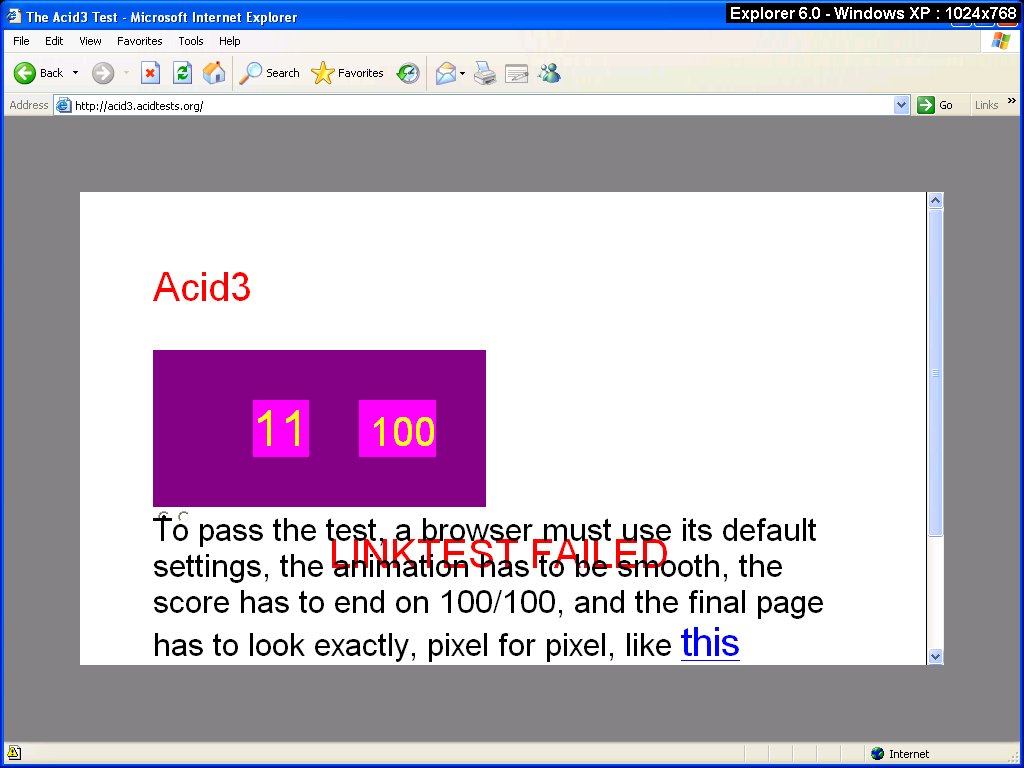 The Acid3 Test - Microsoft Internet Explorer
Explorer 6.0 - Windows XP : 1024x768
File Edit View Favorites Tools Help
Back Search Favorites
Address http://acid3.acidtests.org/ Go Links »
Acid3
11 100
To pass the test, a browser must use its default
LINKTEST FAILED
settings, the animation has to be smooth, the
score has to end on 100/100, and the final page
has to look exactly, pixel for pixel, like this
Internet